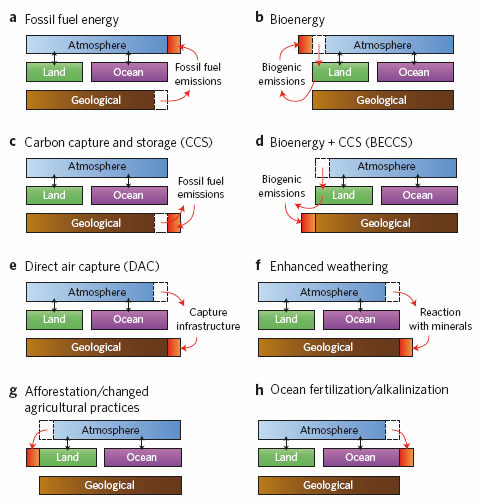 a Fossil fuel energy
Atmosphere
Land
Ocean
Geological
Fossil fuel
emissions
b Bioenergy
Atmosphere
Biogenic
emissions
Land
Ocean
Geological
c Carbon capture and storage (CCS)
Atmosphere
Land
Ocean
Geological
Fossil fuel
emissions
d Bioenergy + CCS (BECCS)
Atmosphere
Biogenic
emissions
Land
Ocean
Geological
e Direct air capture (DAC)
Atmosphere
Land
Ocean
Geological
Capture
infrastructure
f Enhanced weathering
Atmosphere
Land
Ocean
Geological
Reaction
with minerals
g Afforestation/changed
agricultural practices
Atmosphere
Land
Ocean
Geological
h Ocean fertilization/alkalinization
Atmosphere
Land
Ocean
Geological